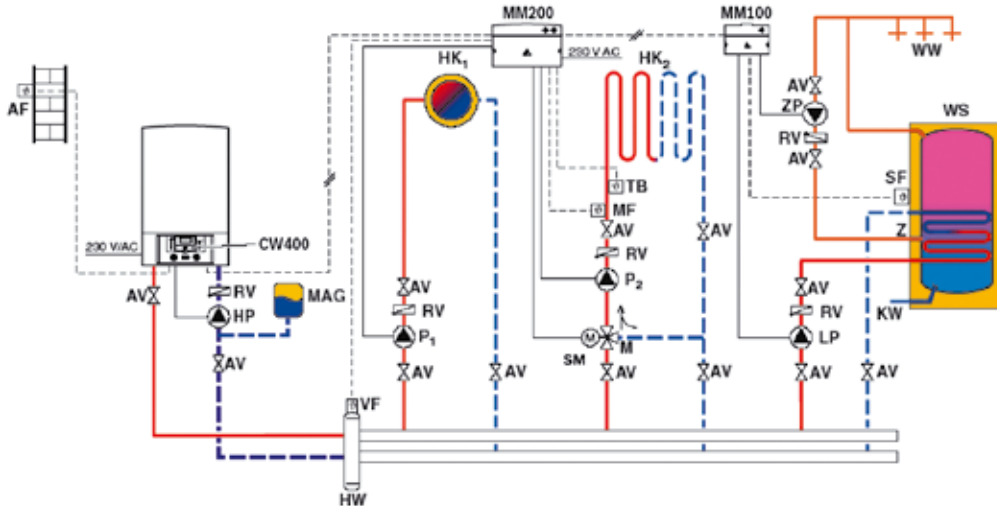 MM200
MM100
HK1
230 V AC
HK2
WW
AV
ZP
WS
AF
RV
AV
SF
TB
MF
AV
AV
Z
230 V/AC
CW400
RV
P2
AV
RV
MAG
AV
AV
KW
HP
RV
RV
P1
M
LP
SM
M
AV
AV
AV
AV
AV
AV
AV
VF
HW